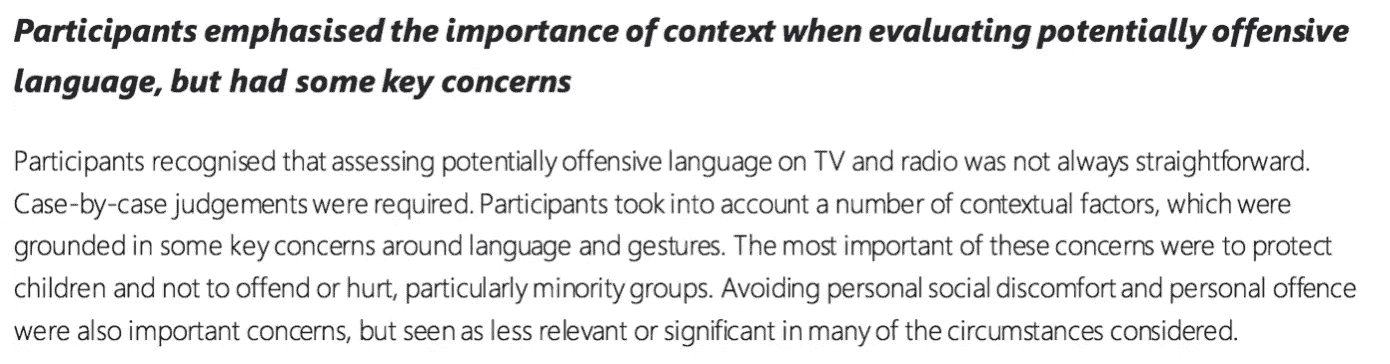 Participants emphasised the importance of context when evaluating potentially offensive
language, but had some key concerns
Participants recognised that assessing potentially offensive language on TV and radio was not always straightforward.
Case-by-case judgements were required. Participants took into account a number of contextual factors, which were
grounded in some key concerns around language and gestures. The most important of these concerns were to protect
children and not to offend or hurt, particularly minority groups. Avoiding personal social discomfort and personal offence
were also important concerns, but seen as less relevant or significant in many of the circumstances considered.